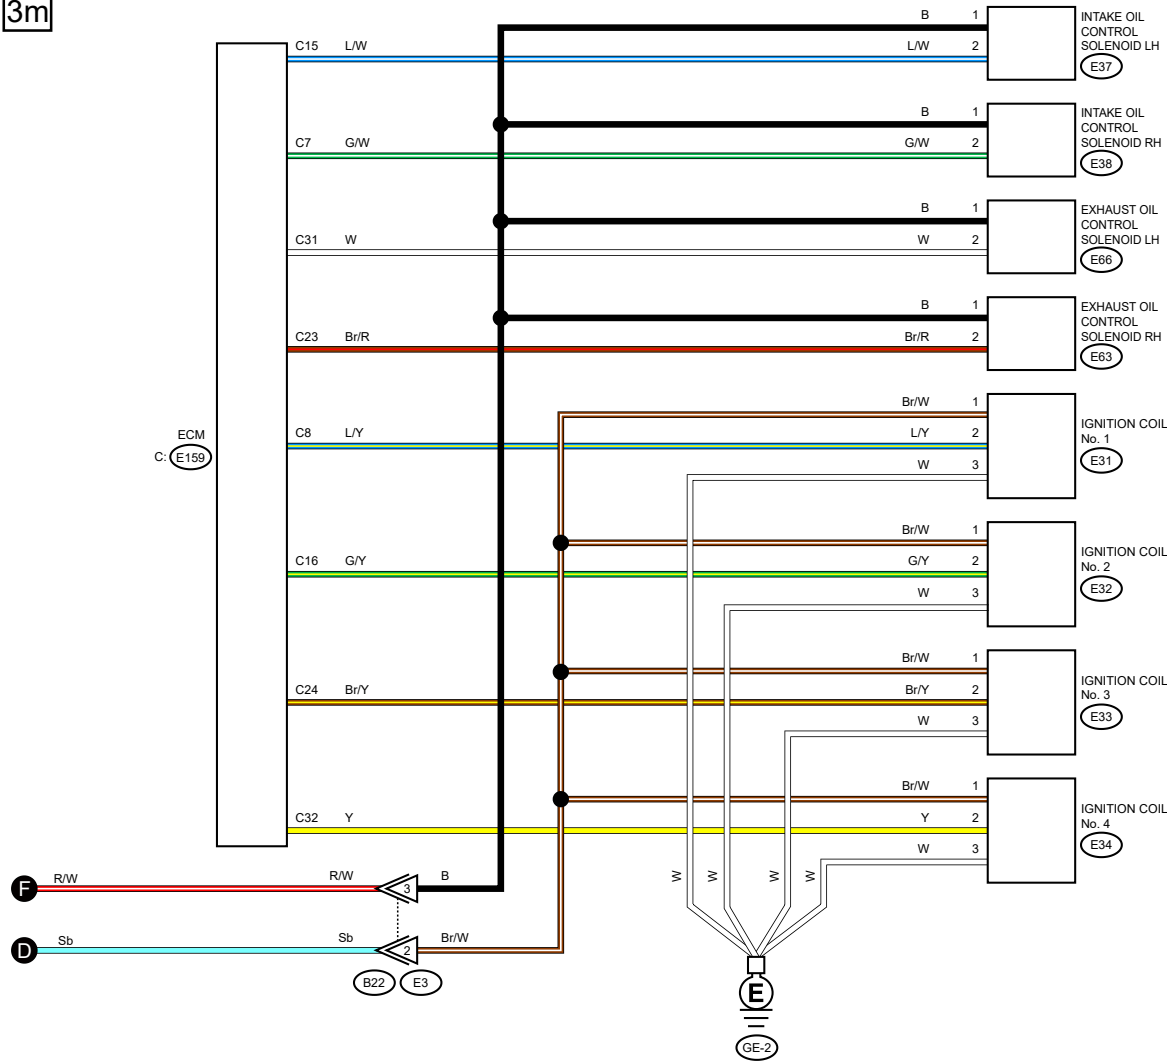 3m
B 1 INTAKE OIL
CONTROL
C15 L/W L/W 2 SOLENOID LH
E37
B 1 INTAKE OIL
CONTROL
C7 G/W G/W 2 SOLENOID RH
E38
B 1 EXHAUST OIL
CONTROL
C31 W W 2 SOLENOID LH
E66
B 1 EXHAUST OIL
CONTROL
C23 Br/R Br/R 2 SOLENOID RH
E63
Br/W 1
IGNITION COIL
ECM C8 L/Y L/Y 2 No. 1
C: E159 W 3 E31
Br/W 1
IGNITION COIL
C16 G/Y G/Y 2 No. 2
W 3 E32
Br/W 1
IGNITION COIL
C24 Br/Y Br/Y 2 No. 3
W 3 E33
Br/W 1
IGNITION COIL
C32 Y Y 2 No. 4
W 3 E34
W W W W
F R/W R/W 3 B
D Sb Sb 2 Br/W
B22 E3
E
GE-2